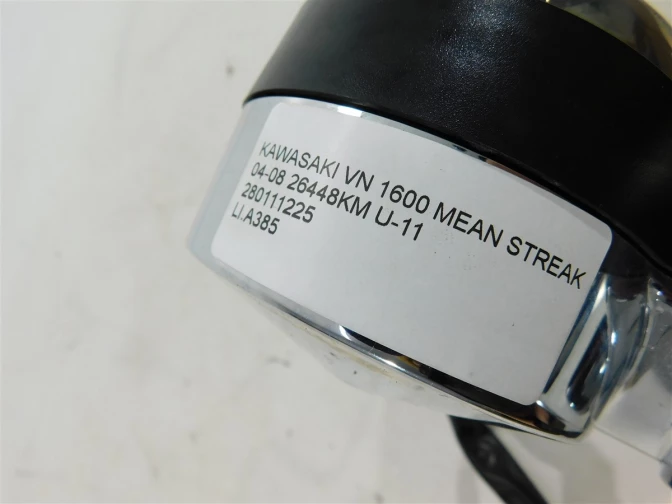 KAWASAKI VN 1600 MEAN STREAK
04-08 26448KM U-11
280111225
LI.A385